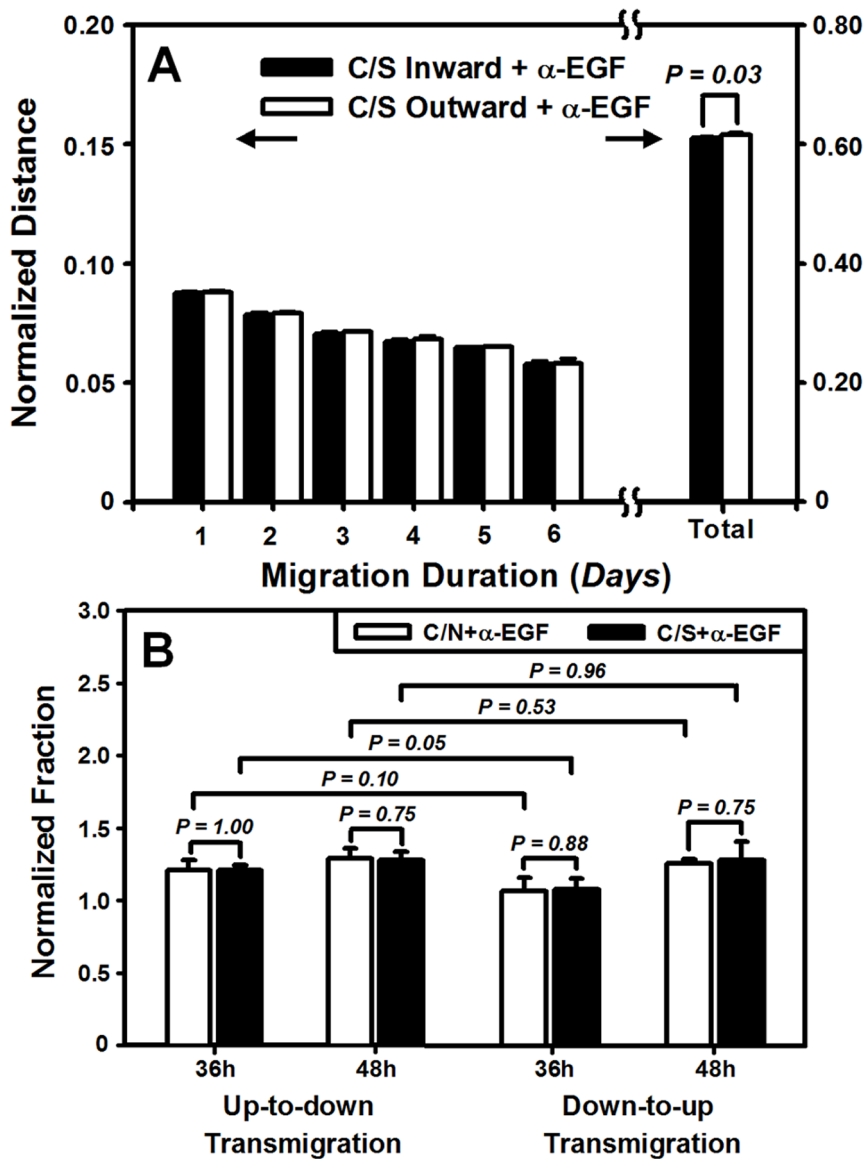 0.20
0.80
A
C/S Inward + α-EGF
P = 0.03
C/S Outward + α-EGF
0.15
0.60
Normalized Distance
0.10
0.40
0.05
0.20
0
0
1 2 3 4 5 6 Total
Migration Duration (Days)
3.0
B
C/N+α-EGF C/S+α-EGF
2.5
P = 0.96
P = 0.53
2.0
P = 0.05
P = 0.10
Normalized Fraction
1.5
P = 1.00
P = 0.75
P = 0.88
P = 0.75
1.0
0.5
0
36h 48h 36h 48h
Up-to-down Down-to-up
Transmigration Transmigration